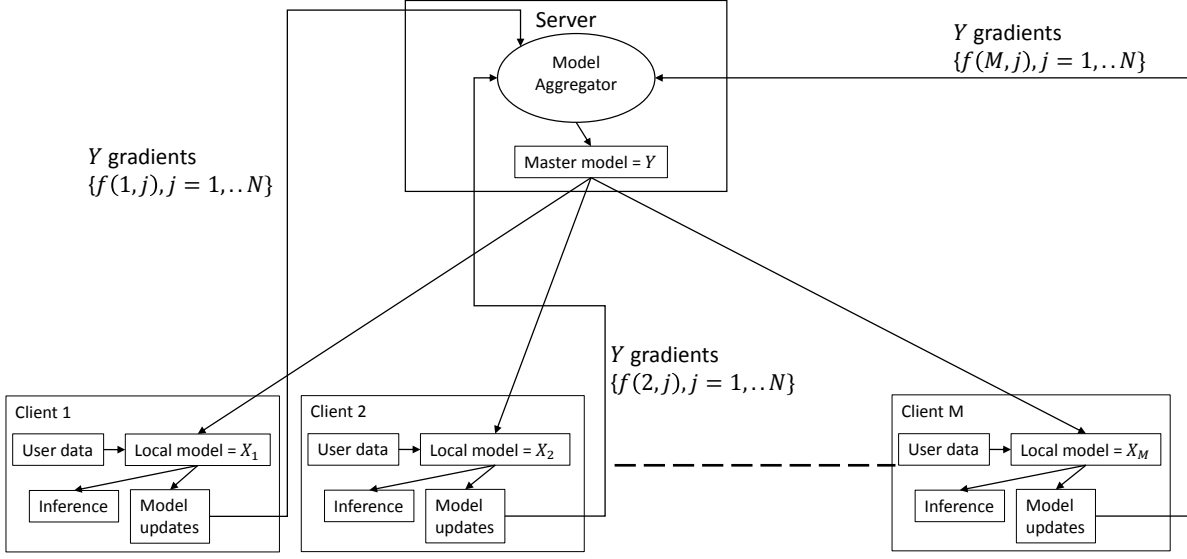 Server
Model
Aggregator
Master model = Y
Y gradients
{f(M, j), j = 1, . . N}
Y gradients
{f(1, j), j = 1, . . N}
Y gradients
{f(2, j), j = 1, . . N}
Client 1
User data
Local model = X₁
Inference
Model
updates
Client 2
User data
Local model = X₂
Inference
Model
updates
Client M
User data
Local model = X_M
Inference
Model
updates